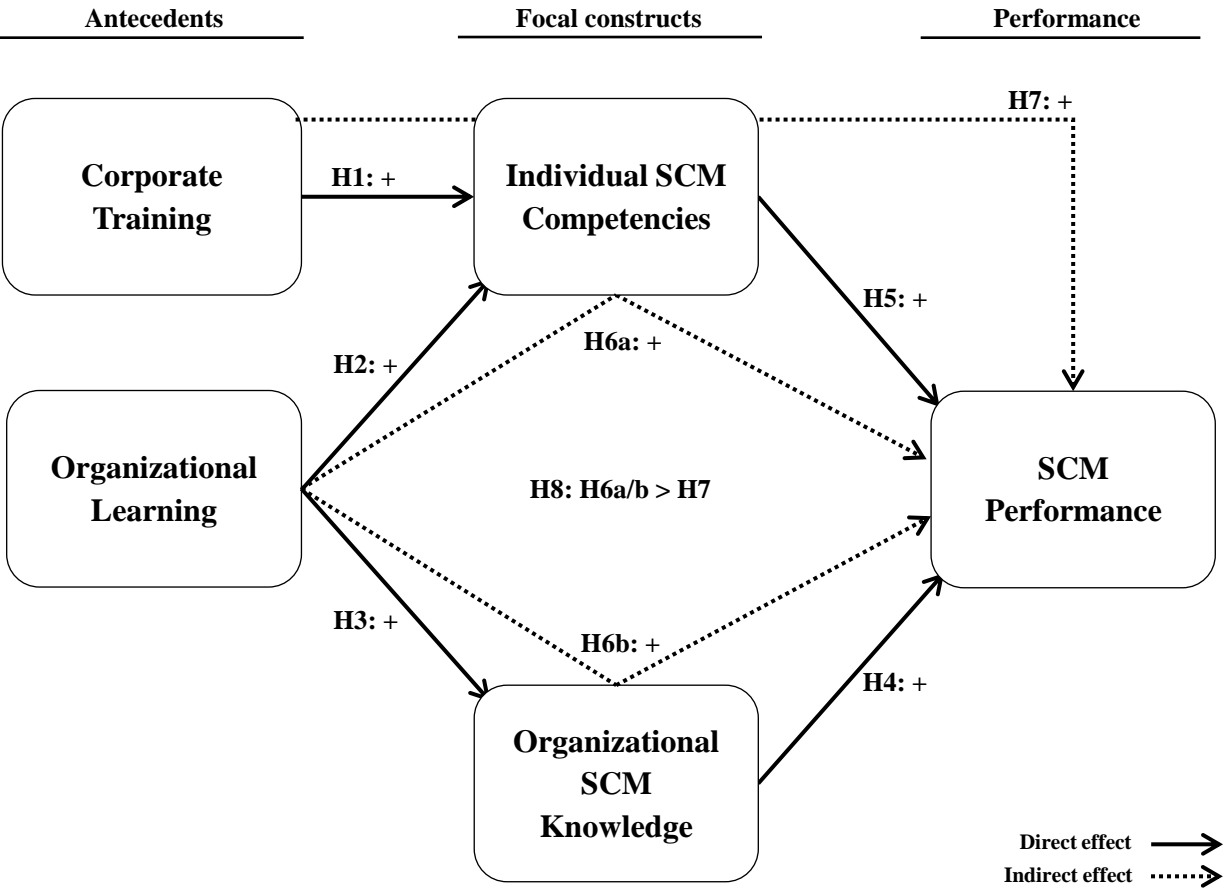 Antecedents
Focal constructs
Performance
H7: +
Corporate
Training
H1: +
Individual SCM
Competencies
H5: +
H6a: +
H2: +
Organizational
Learning
H8: H6a/b > H7
SCM
Performance
H3: +
H6b: +
H4: +
Organizational
SCM
Knowledge
Direct effect
Indirect effect